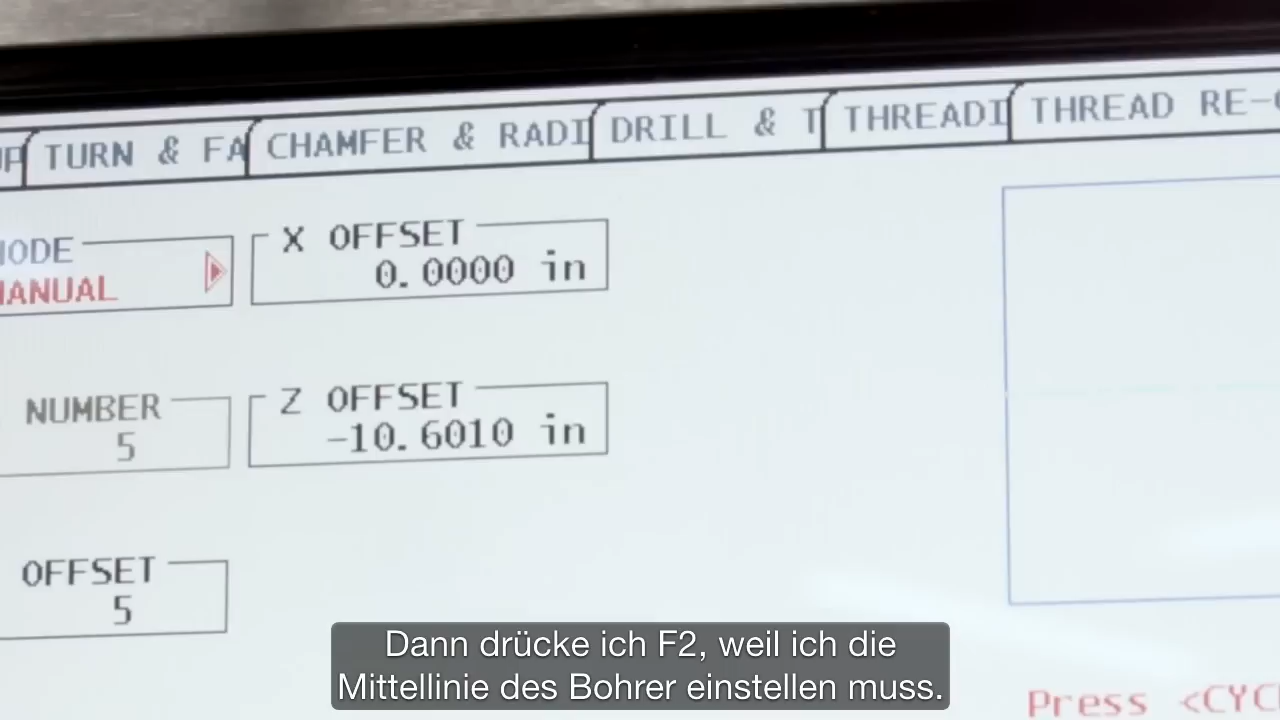 TURN & FA CHAMFER & RADI DRILL & T THREADI THREAD RE-
X OFFSET
0.0000 in
MANUAL
Z OFFSET
-10.6010 in
NUMBER
5
OFFSET
5
Dann drücke ich F2, weil ich die
Mittellinie des Bohrer einstellen muss.
Press <CYC